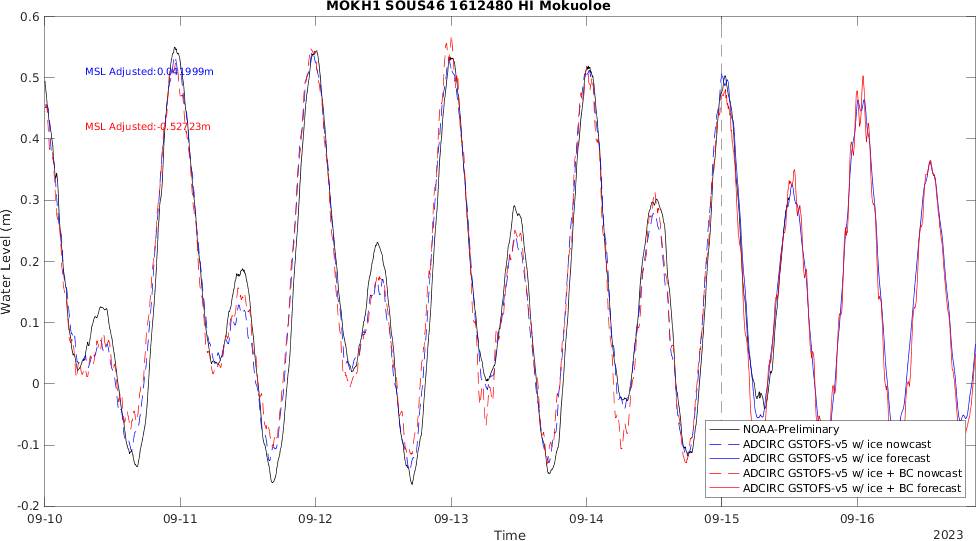 MOKH1 SOUS46 1612480 HI Mokuoloe
0.6
0.5
0.4
0.3
0.2
0.1
0
-0.1
-0.2
Water Level (m)
MSL Adjusted:0.041999m
MSL Adjusted:-0.52723m
NOAA-Preliminary
ADCIRC GSTOFS-v5 w/ ice nowcast
ADCIRC GSTOFS-v5 w/ ice forecast
ADCIRC GSTOFS-v5 w/ ice + BC nowcast
ADCIRC GSTOFS-v5 w/ ice + BC forecast
09-10 09-11 09-12 09-13 09-14 09-15 09-16
Time
2023